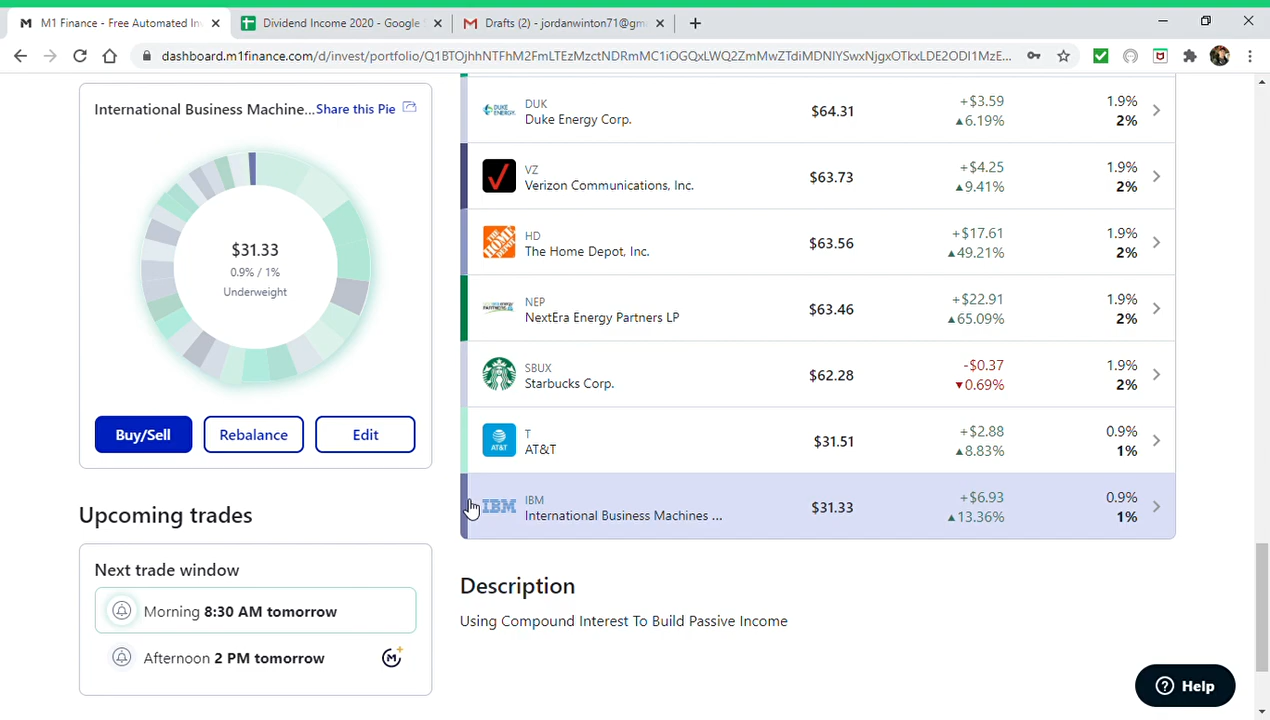 M1 Finance - Free Automated Inv
Dividend Income 2020 - Google S
Drafts (2) - jordanwinton71@gm
dashboard.m1finance.com/d/invest/portfolio/Q1BTOjhhNTFhM2FmLTEzMzctNDRmMC1iOGQxLWQ2ZmMwZTdiMDNlYSwxNjgxOTkxLDE2ODI1MzE...
International Business Machine...
Share this Pie
$31.33
0.9% / 1%
Underweight
Buy/Sell
Rebalance
Edit
Upcoming trades
Next trade window
Morning 8:30 AM tomorrow
Afternoon 2 PM tomorrow
DUK
Duke Energy Corp.
$64.31
+$3.59
▲6.19%
1.9%
2%
VZ
Verizon Communications, Inc.
$63.73
+$4.25
▲9.41%
1.9%
2%
HD
The Home Depot, Inc.
$63.56
+$17.61
▲49.21%
1.9%
2%
NEP
NextEra Energy Partners LP
$63.46
+$22.91
▲65.09%
1.9%
2%
SBUX
Starbucks Corp.
$62.28
-$0.37
▼0.69%
1.9%
2%
AT&T
T
AT&T
$31.51
+$2.88
▲8.83%
0.9%
1%
IBM
IBM
International Business Machines ...
$31.33
+$6.93
▲13.36%
0.9%
1%
Description
Using Compound Interest To Build Passive Income
Help